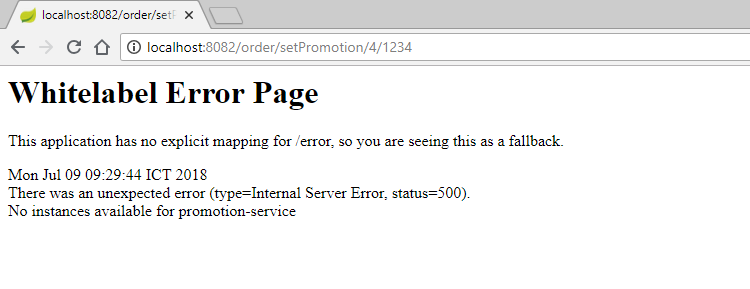 localhost:8082/order/setP
localhost:8082/order/setPromotion/4/1234
Whitelabel Error Page
This application has no explicit mapping for /error, so you are seeing this as a fallback.
Mon Jul 09 09:29:44 ICT 2018
There was an unexpected error (type=Internal Server Error, status=500).
No instances available for promotion-service